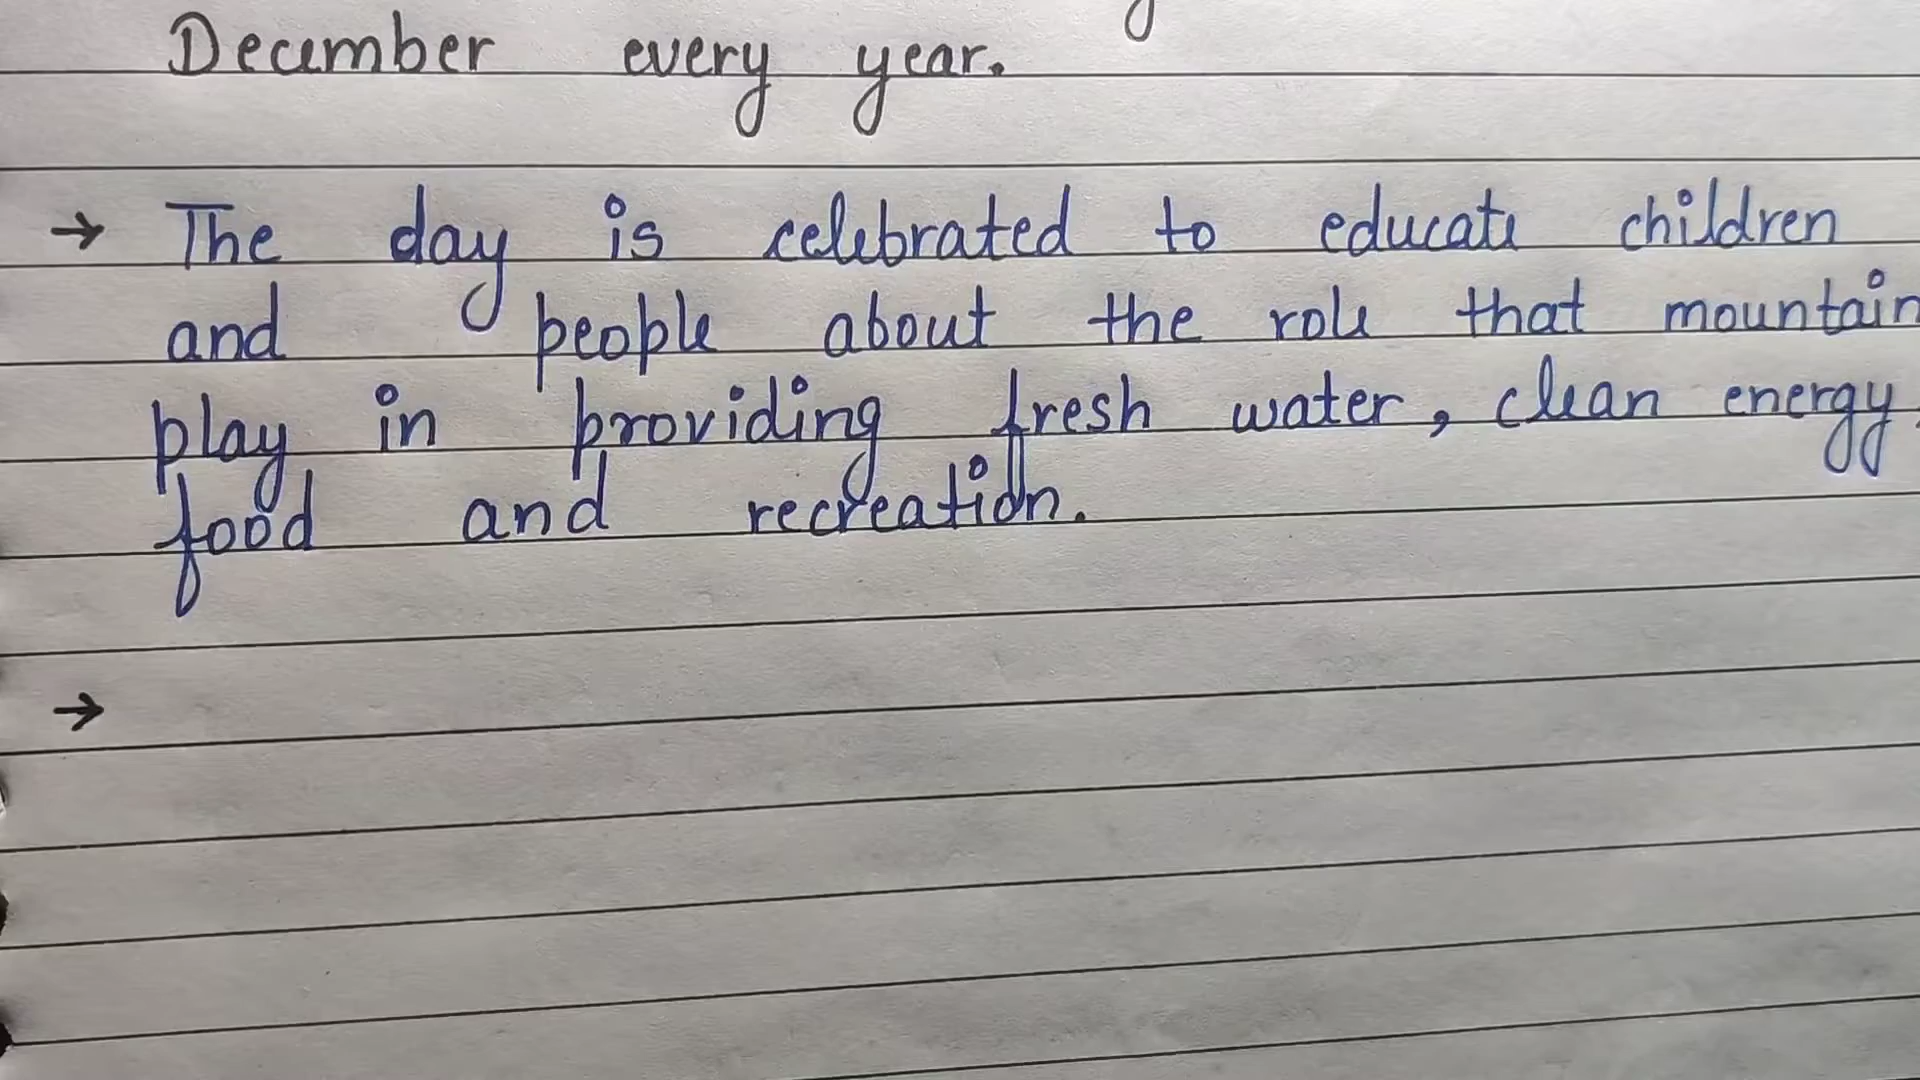 December every year.
→ The day is celebrated to educate children
and people about the role that mountain
play in providing fresh water, clean energy,
food and recreation.
→